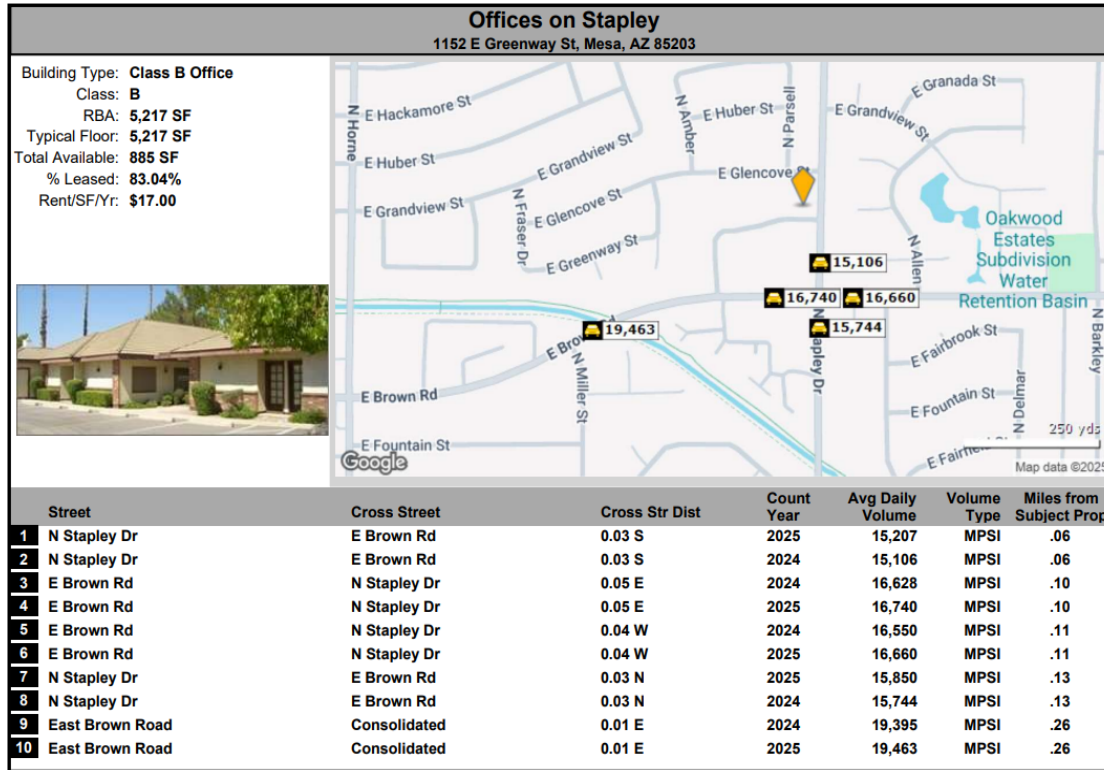 Offices on Stapley
1152 E Greenway St, Mesa, AZ 85203
Building Type: Class B Office
Class: B
RBA: 5,217 SF
Typical Floor: 5,217 SF
Total Available: 885 SF
% Leased: 83.04%
Rent/SF/Yr: $17.00
N Horne
E Hackamore St
E Huber St
E Grandview St
E Grandview St
N Fraser Dr
E Glencove St
E Greenway St
N Amber
E Huber St
N Parsell
E Glencove St
E Grandview St
E Granada St
N Allen
Oakwood
Estates
Subdivision
Water
Retention Basin
N Barkley
15,106
16,740
16,660
15,744
19,463
E Brow
N Miller St
apley Dr
E Brown Rd
E Fountain St
E Fairbrook St
E Fountain St
N Delmar
E Fairfi
250 yds
Google
Map data ©2025
Street Cross Street Cross Str Dist Count Year Avg Daily Volume Volume Type Miles from Subject Prop
1 N Stapley Dr E Brown Rd 0.03 S 2025 15,207 MPSI .06
2 N Stapley Dr E Brown Rd 0.03 S 2024 15,106 MPSI .06
3 E Brown Rd N Stapley Dr 0.05 E 2024 16,628 MPSI .10
4 E Brown Rd N Stapley Dr 0.05 E 2025 16,740 MPSI .10
5 E Brown Rd N Stapley Dr 0.04 W 2024 16,550 MPSI .11
6 E Brown Rd N Stapley Dr 0.04 W 2025 16,660 MPSI .11
7 N Stapley Dr E Brown Rd 0.03 N 2025 15,850 MPSI .13
8 N Stapley Dr E Brown Rd 0.03 N 2024 15,744 MPSI .13
9 East Brown Road Consolidated 0.01 E 2024 19,395 MPSI .26
10 East Brown Road Consolidated 0.01 E 2025 19,463 MPSI .26